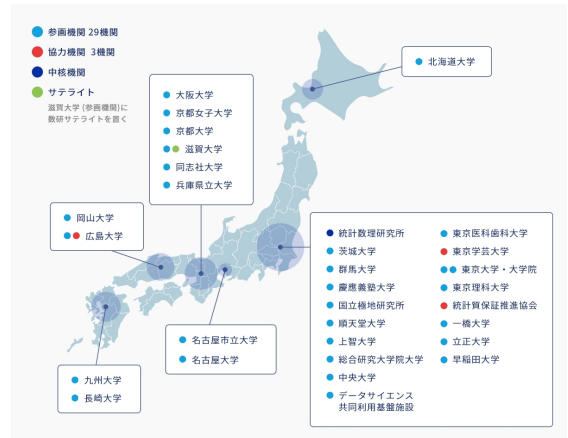 参画機関 29機関
協力機関 3機関
中核機関
サテライト
滋賀大学 (参画機関)に
数研サテライトを置く
北海道大学
大阪大学
京都女子大学
京都大学
滋賀大学
同志社大学
兵庫県立大学
岡山大学
広島大学
統計数理研究所
茨城大学
群馬大学
慶應義塾大学
国立極地研究所
順天堂大学
上智大学
総合研究大学院大学
中央大学
データサイエンス
共同利用基盤施設
東京医科歯科大学
東京学芸大学
東京大学・大学院
東京理科大学
統計質保証推進協会
一橋大学
立正大学
早稲田大学
名古屋市立大学
名古屋大学
九州大学
長崎大学